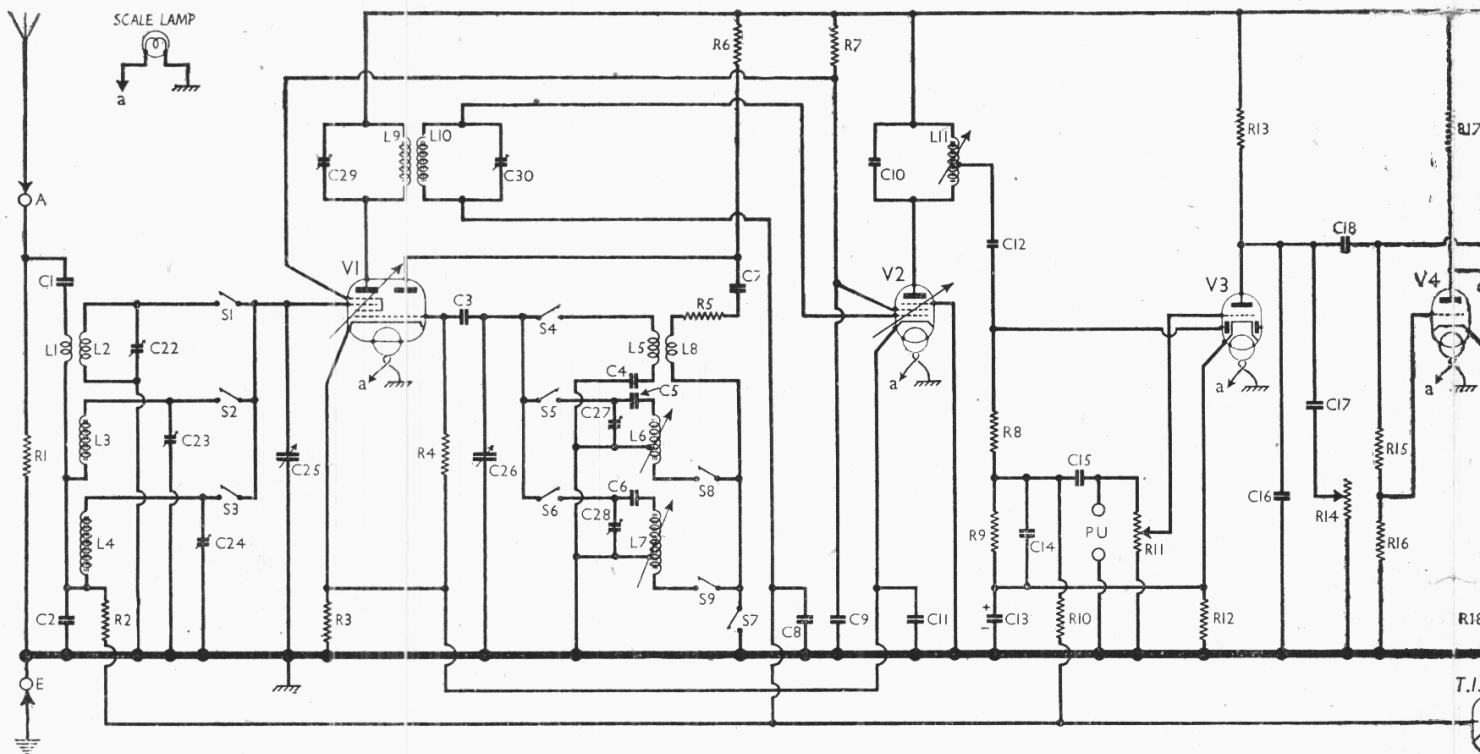 SCALE LAMP
a
R6
R7
L9
L10
L11
R13
R17
C29
C30
C10
A
C12
C18
C1
V1
C7
V2
V3
V4
a
C3
R5
S1
S4
L1
L2
C22
L5
L8
C4
a
C5
a
a
a
S2
S5
C27
C17
L3
C23
L6
R8
R15
R1
C25
R4
C26
C15
S8
C6
C16
S3
S6
C28
R14
L4
C24
L7
R9
C14
PU
R11
R16
S9
C2
R2
R3
S7
C8
C9
C11
+
-
C13
R10
R12
R18
E
T.I.